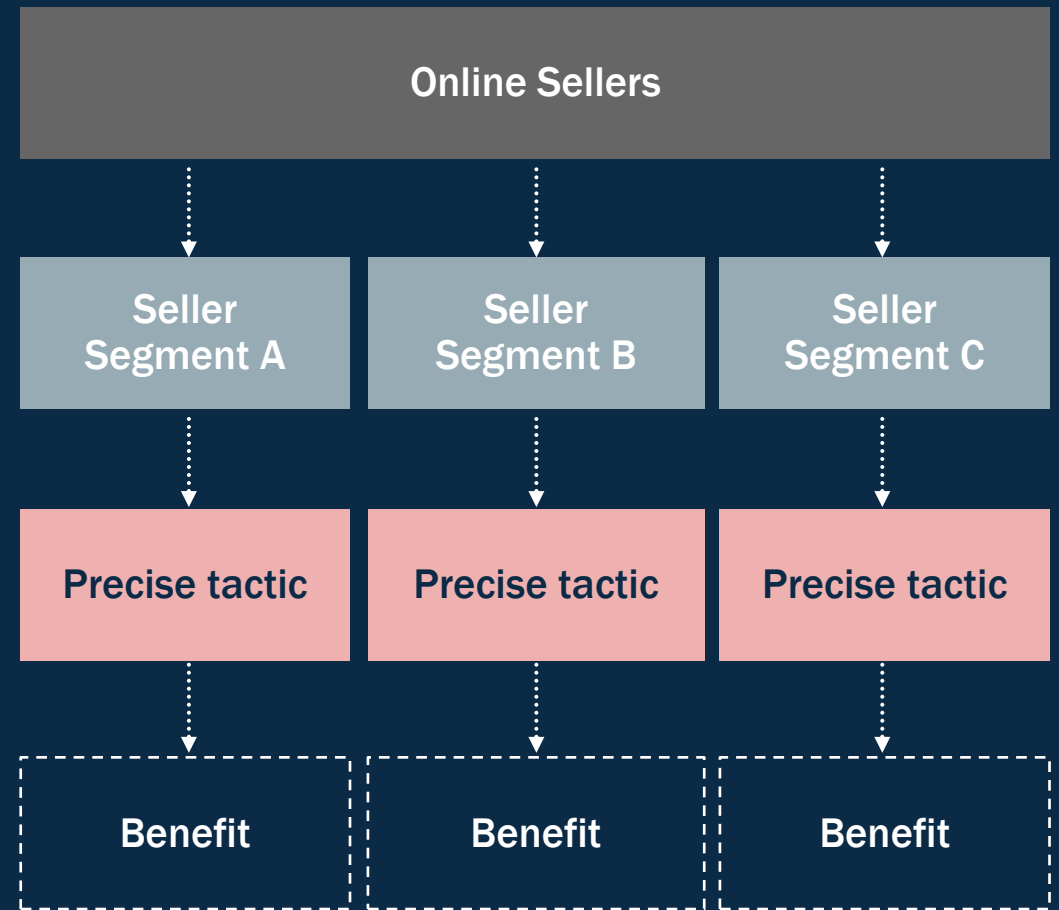 Online Sellers
Seller
Segment A
Seller
Segment B
Seller
Segment C
Precise tactic
Precise tactic
Precise tactic
Benefit
Benefit
Benefit